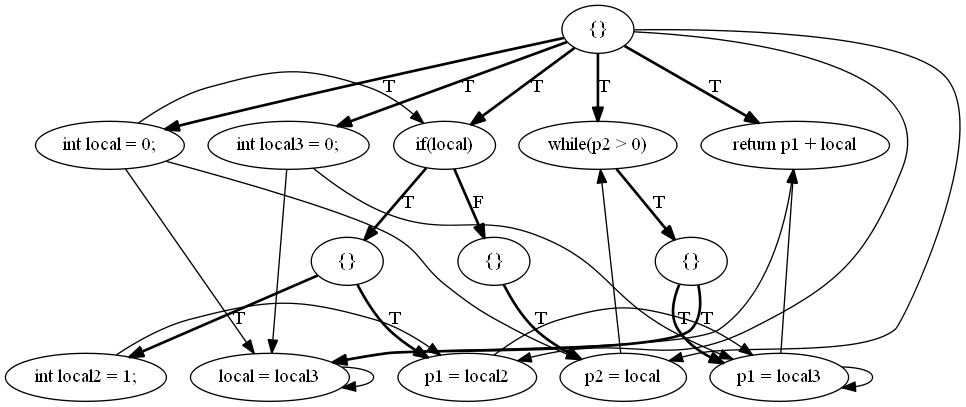 {}
T
T
T
T
T
int local = 0;
int local3 = 0;
if(local)
while(p2 > 0)
return p1 + local
T
F
T
{}
{}
{}
T
T
T
T
T
int local2 = 1;
local = local3
p1 = local2
p2 = local
p1 = local3